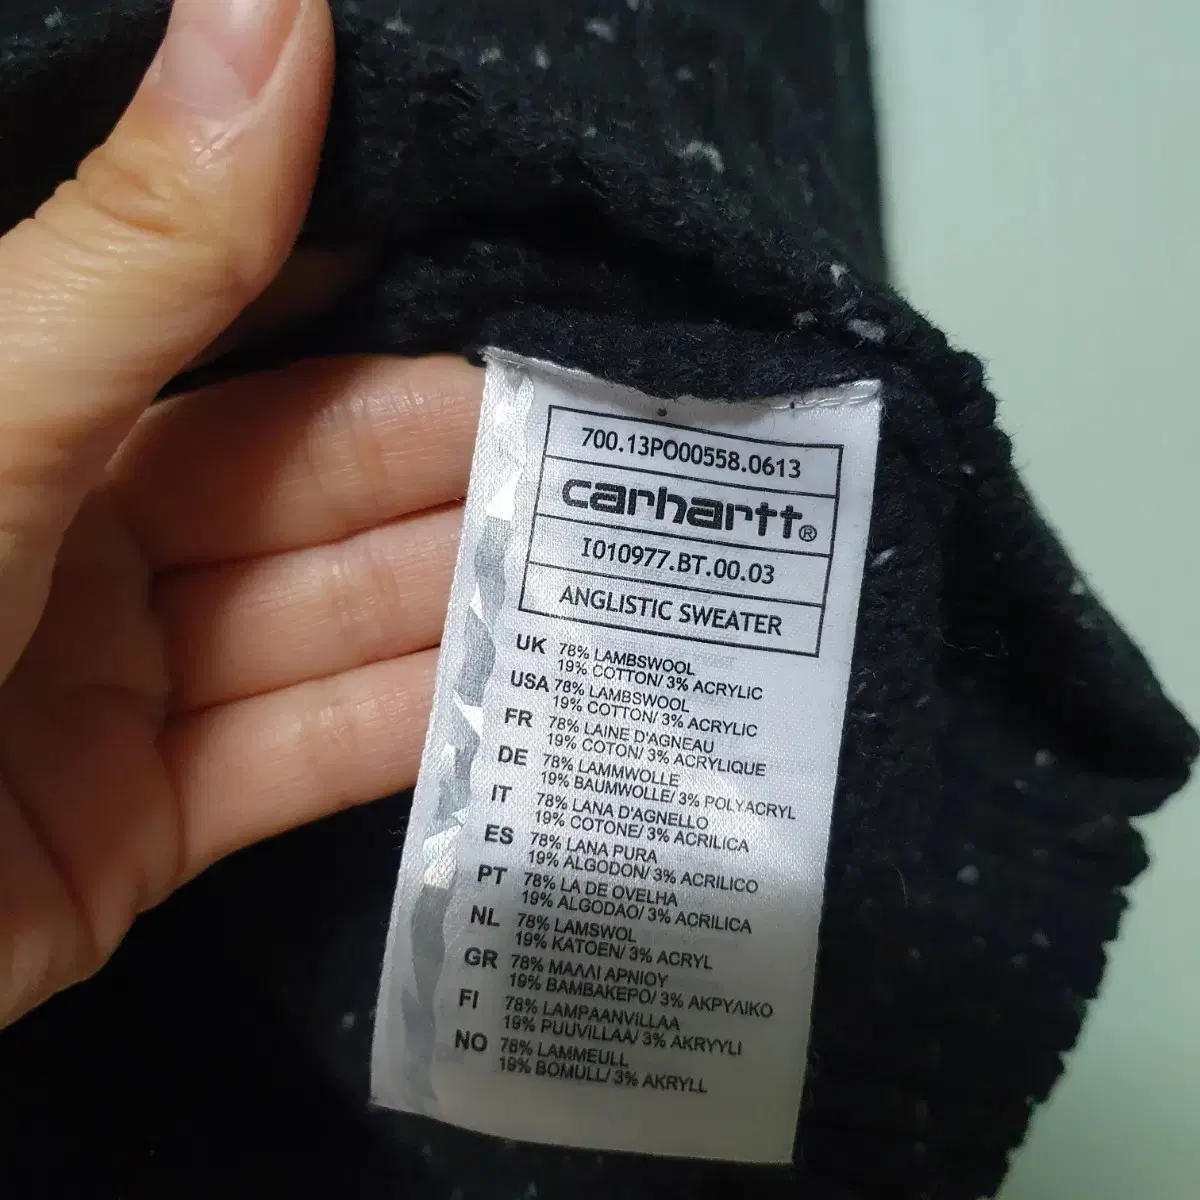 700.13PO00558.0613
carhartt®
I010977.BT.00.03
ANGLISTIC SWEATER
UK 78% LAMBSWOOL
19% COTTON/ 3% ACRYLIC
USA 78% LAMBSWOOL
19% COTTON/ 3% ACRYLIC
FR 78% LAINE D'AGNEAU
19% COTON/ 3% ACRYLIQUE
DE 78% LAMMWOLLE
19% BAUMWOLLE/ 3% POLYACRYL
IT 78% LANA D'AGNELLO
19% COTONE/ 3% ACRILICA
ES 78% LANA PURA
19% ALGODON/ 3% ACRILICO
PT 78% LA DE OVELHA
19% ALGODAO/ 3% ACRILICA
NL 78% LAMSWOL
19% KATOEN/ 3% ACRYL
GR 78% ΜΑΛΛΙ ΑΡΝΙΟΥ
19% ΒΑΜΒΑΚΕΡΟ/ 3% ΑΚΡΥΛΙΚΟ
FI 78% LAMPAANVILLAA
19% PUUVILLAA/ 3% AKRYYLI
NO 78% LAMMEULL
19% BOMULL/ 3% AKRYLL